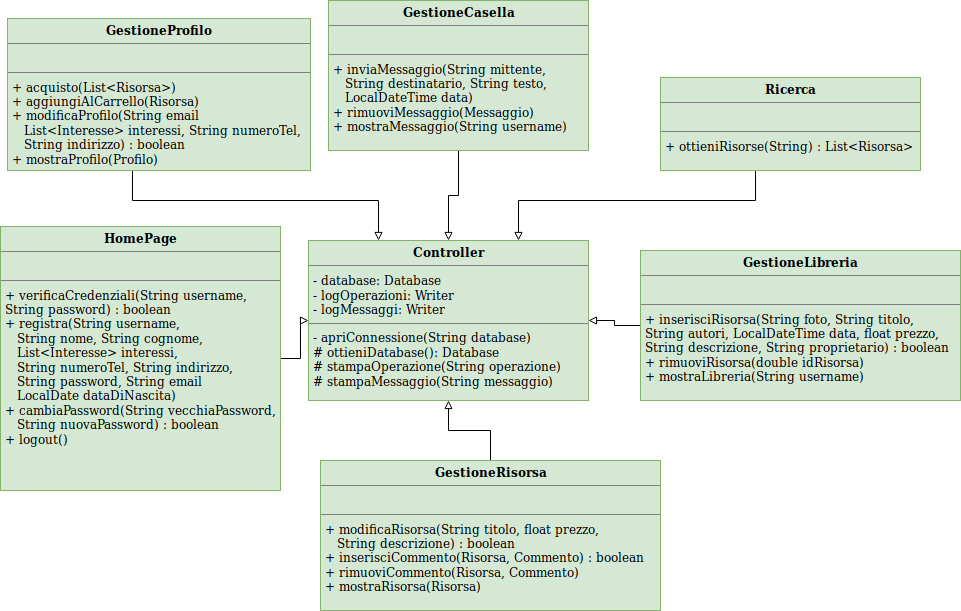 GestioneProfilo
+ acquisto(List<Risorsa>)
+ aggiungiAlCarrello(Risorsa)
+ modificaProfilo(String email
List<Interesse> interessi, String numeroTel,
String indirizzo) : boolean
+ mostraProfilo(Profilo)
GestioneCasella
+ inviaMessaggio(String mittente,
String destinatario, String testo,
LocalDateTime data)
+ rimuoviMessaggio(Messaggio)
+ mostraMessaggio(String username)
Ricerca
+ ottieniRisorse(String) : List<Risorsa>
HomePage
+ verificaCredenziali(String username,
String password) : boolean
+ registra(String username,
String nome, String cognome,
List<Interesse> interessi,
String numeroTel, String indirizzo,
String password, String email
LocalDate dataDiNascita)
+ cambiaPassword(String vecchiaPassword,
String nuovaPassword) : boolean
+ logout()
Controller
- database: Database
- logOperazioni: Writer
- logMessaggi: Writer
- apriConnessione(String database)
# ottieniDatabase(): Database
# stampaOperazione(String operazione)
# stampaMessaggio(String messaggio)
GestioneLibreria
+ inserisciRisorsa(String foto, String titolo,
String autori, LocalDateTime data, float prezzo,
String descrizione, String proprietario) : boolean
+ rimuoviRisorsa(double idRisorsa)
+ mostraLibreria(String username)
GestioneRisorsa
+ modificaRisorsa(String titolo, float prezzo,
String descrizione) : boolean
+ inserisciCommento(Risorsa, Commento) : boolean
+ rimuoviCommento(Risorsa, Commento)
+ mostraRisorsa(Risorsa)